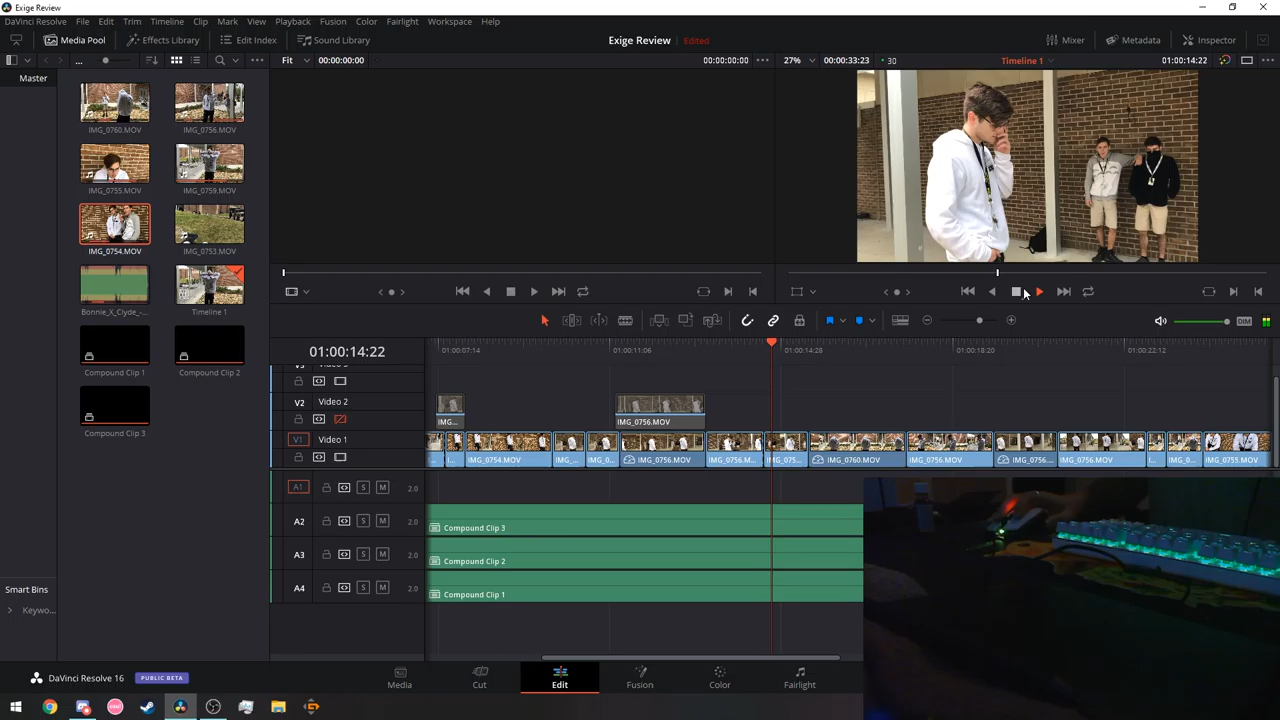 Exige Review
DaVinci Resolve File Edit Trim Timeline Clip Mark View Playback Fusion Color Fairlight Workspace Help
Media Pool Effects Library Edit Index Sound Library Exige Review Edited Mixer Metadata Inspector
... Fit 00:00:00:00 00:00:00:00 27% 00:00:33:23 30 Timeline 1 01:00:14:22
Master
IMG_0760.MOV IMG_0756.MOV
IMG_0755.MOV IMG_0759.MOV
IMG_0754.MOV IMG_0753.MOV
Bonnie_X_Clyde_-... Timeline 1
Compound Clip 1 Compound Clip 2
Compound Clip 3
DIM
01:00:14:22 01:00:07:14 01:00:11:06 01:00:14:28 01:00:18:20 01:00:22:12
V2 Video 2
IMG... IMG_0756.MOV
V1 Video 1
I... IMG_0754.MOV IMG_... IMG_0... IMG_0756.MOV IMG_0756.M... IMG_075... IMG_0760.MOV IMG_0756.MOV IMG_0756... IMG_0756.MOV I... IMG_0... IMG_0755.MOV
A1 S M 2.0
A2 S M 2.0 Compound Clip 3
A3 S M 2.0 Compound Clip 2
A4 S M 2.0 Compound Clip 1
Smart Bins
Keywo...
DaVinci Resolve 16 PUBLIC BETA Media Cut Edit Fusion Color Fairlight